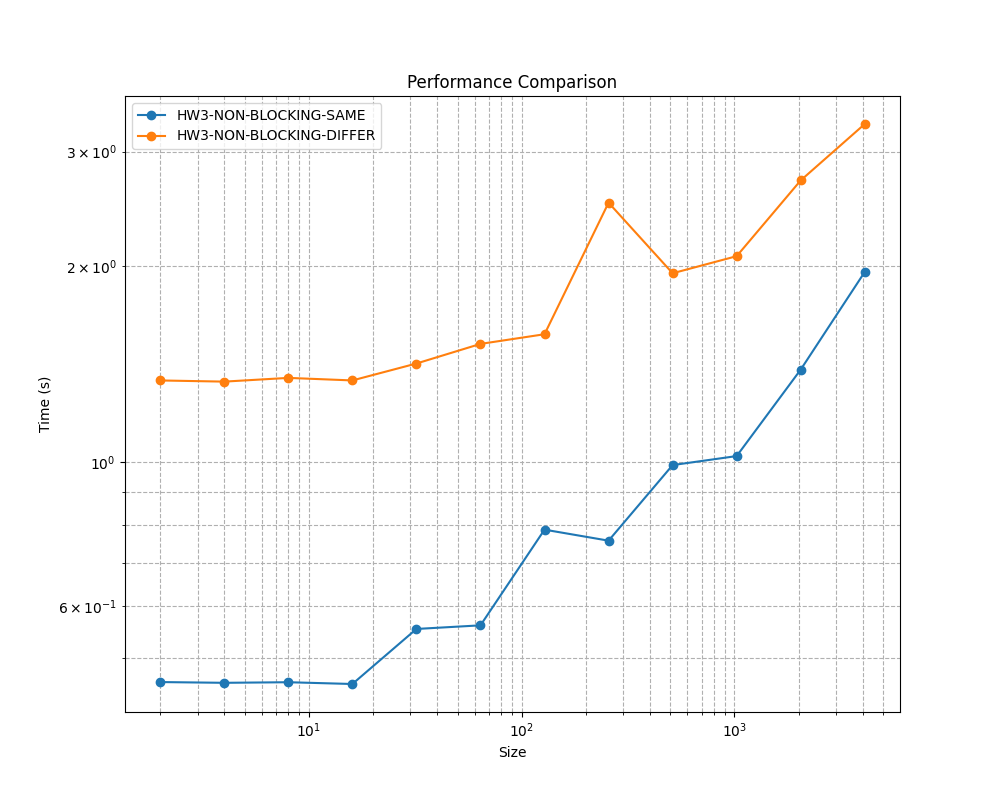 Performance Comparison
HW3-NON-BLOCKING-SAME
HW3-NON-BLOCKING-DIFFER
3 × 10⁰
2 × 10⁰
10⁰
6 × 10⁻¹
Time (s)
10¹
10²
10³
Size